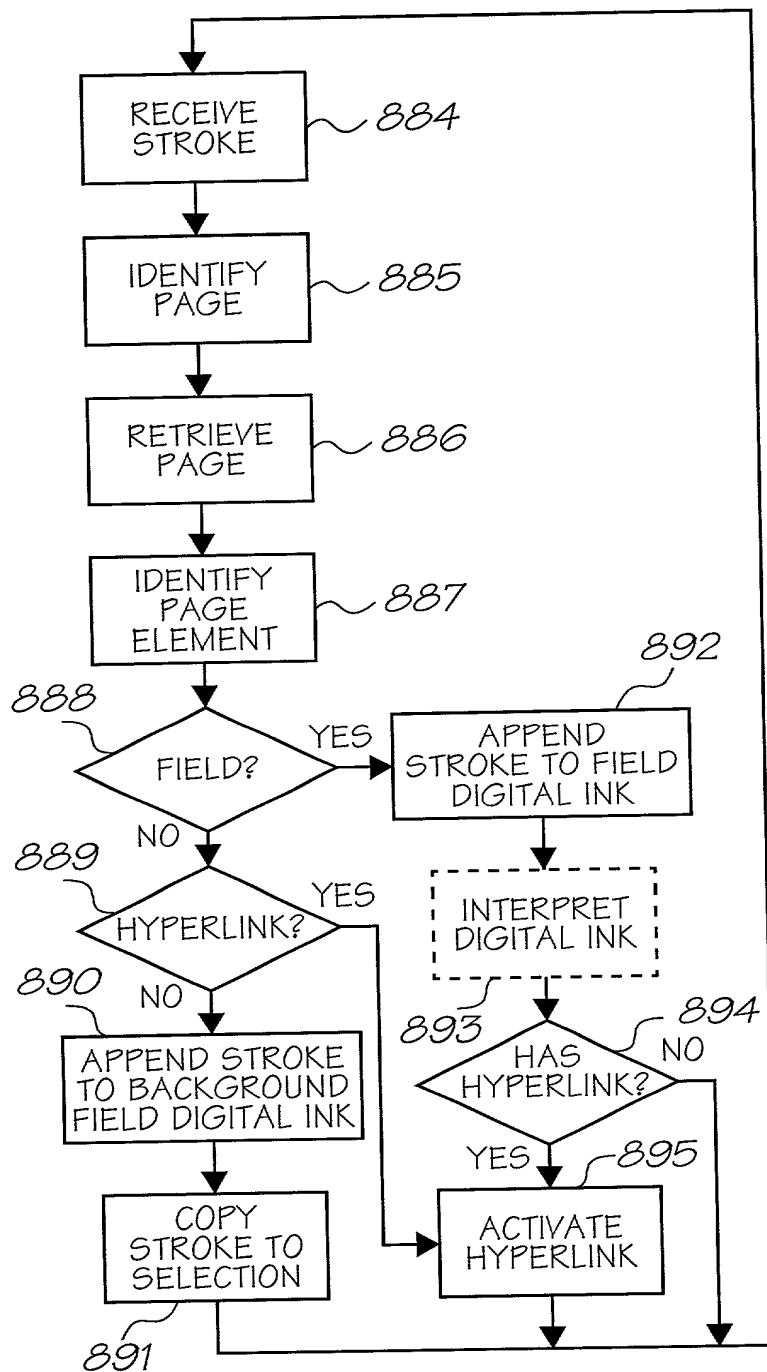 RECEIVE
STROKE
884
IDENTIFY
PAGE
885
RETRIEVE
PAGE
886
IDENTIFY
PAGE
ELEMENT
887
888
FIELD?
YES
NO
892
APPEND
STROKE TO FIELD
DIGITAL INK
889
HYPERLINK?
YES
NO
INTERPRET
DIGITAL INK
893
890
APPEND STROKE
TO BACKGROUND
FIELD DIGITAL INK
894
HAS
HYPERLINK?
NO
YES
COPY
STROKE TO
SELECTION
891
895
ACTIVATE
HYPERLINK